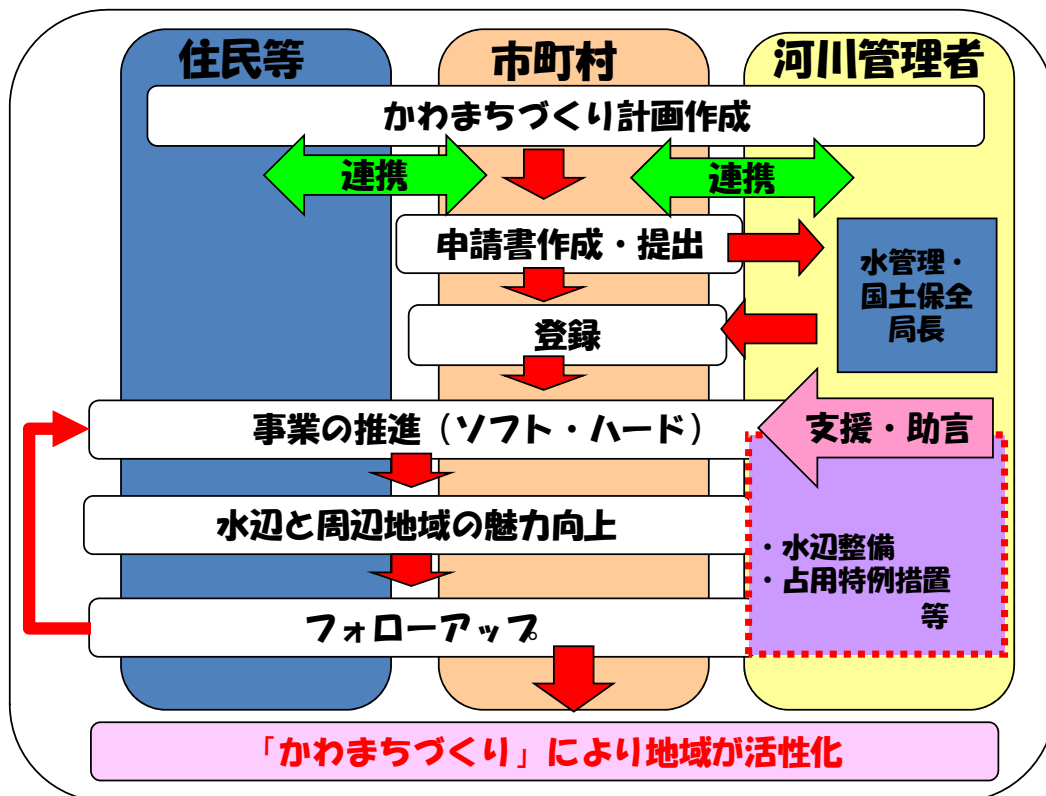 住民等
市町村
河川管理者
かわまちづくり計画作成
連携
連携
申請書作成・提出
水管理・
国土保全
局長
登録
事業の推進（ソフト・ハード）
支援・助言
水辺と周辺地域の魅力向上
・水辺整備
・占用特例措置
等
フォローアップ。
「かわまちづくり」により地域が活性化